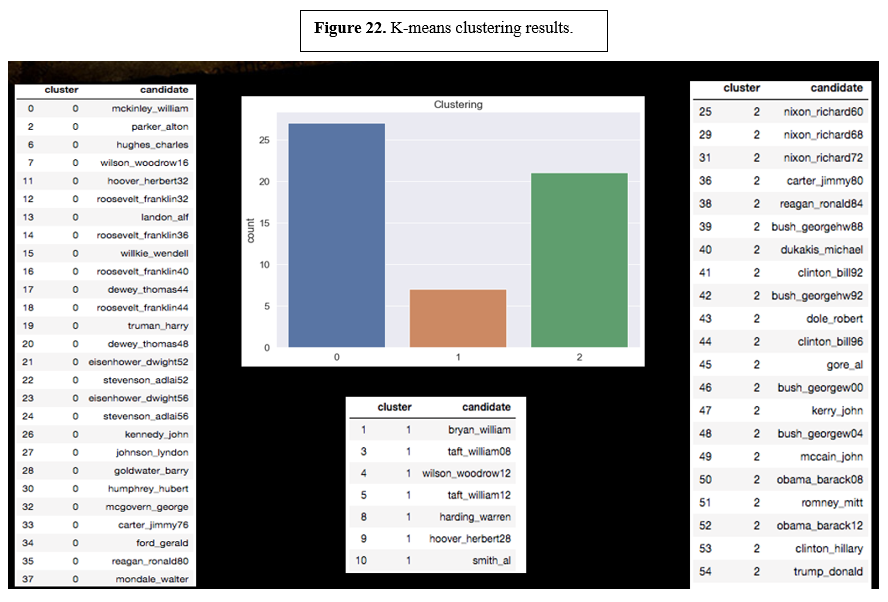 Figure 22. K-means clustering results.
cluster candidate
0 0 mckinley_william
2 0 parker_alton
6 0 hughes_charles
7 0 wilson_woodrow16
11 0 hoover_herbert32
12 0 roosevelt_franklin32
13 0 landon_alf
14 0 roosevelt_franklin36
15 0 willkie_wendell
16 0 roosevelt_franklin40
17 0 dewey_thomas44
18 0 roosevelt_franklin44
19 0 truman_harry
20 0 dewey_thomas48
21 0 eisenhower_dwight52
22 0 stevenson_adlai52
23 0 eisenhower_dwight56
24 0 stevenson_adlai56
26 0 kennedy_john
27 0 johnson_lyndon
28 0 goldwater_barry
30 0 humphrey_hubert
32 0 mcgovern_george
33 0 carter_jimmy76
34 0 ford_gerald
35 0 reagan_ronald80
37 0 mondale_walter
Clustering
count
25
20
15
10
5
0
0 1 2
cluster candidate
1 1 bryan_william
3 1 taft_william08
4 1 wilson_woodrow12
5 1 taft_william12
8 1 harding_warren
9 1 hoover_herbert28
10 1 smith_al
cluster candidate
25 2 nixon_richard60
29 2 nixon_richard68
31 2 nixon_richard72
36 2 carter_jimmy80
38 2 reagan_ronald84
39 2 bush_georgehw88
40 2 dukakis_michael
41 2 clinton_bill92
42 2 bush_georgehw92
43 2 dole_robert
44 2 clinton_bill96
45 2 gore_al
46 2 bush_georgew00
47 2 kerry_john
48 2 bush_georgew04
49 2 mccain_john
50 2 obama_barack08
51 2 romney_mitt
52 2 obama_barack12
53 2 clinton_hillary
54 2 trump_donald